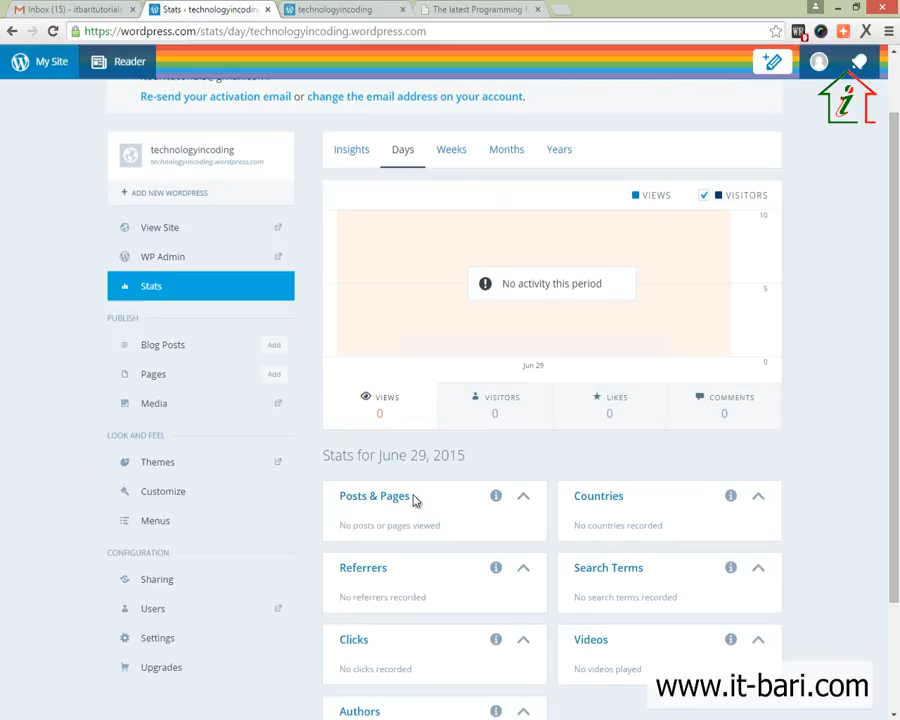 Inbox (15) - itbaritutorials
Stats ‹ technologyincoding
technologyincoding
The latest Programming N
https://wordpress.com/stats/day/technologyincoding.wordpress.com
My Site
Reader
Re-send your activation email or change the email address on your account.
technologyincoding
technologyincoding.wordpress.com
+ ADD NEW WORDPRESS
View Site
WP Admin
Stats
PUBLISH
Blog Posts
Add
Pages
Add
Media
LOOK AND FEEL
Themes
Customize
Menus
CONFIGURATION
Sharing
Users
Settings
Upgrades
Insights
Days
Weeks
Months
Years
VIEWS
VISITORS
10
5
0
No activity this period
Jun 29
VIEWS
0
VISITORS
0
LIKES
0
COMMENTS
0
Stats for June 29, 2015
Posts & Pages
No posts or pages viewed
Countries
No countries recorded
Referrers
No referrers recorded
Search Terms
No search terms recorded
Clicks
No clicks recorded
Videos
No videos played
Authors
www.it-bari.com